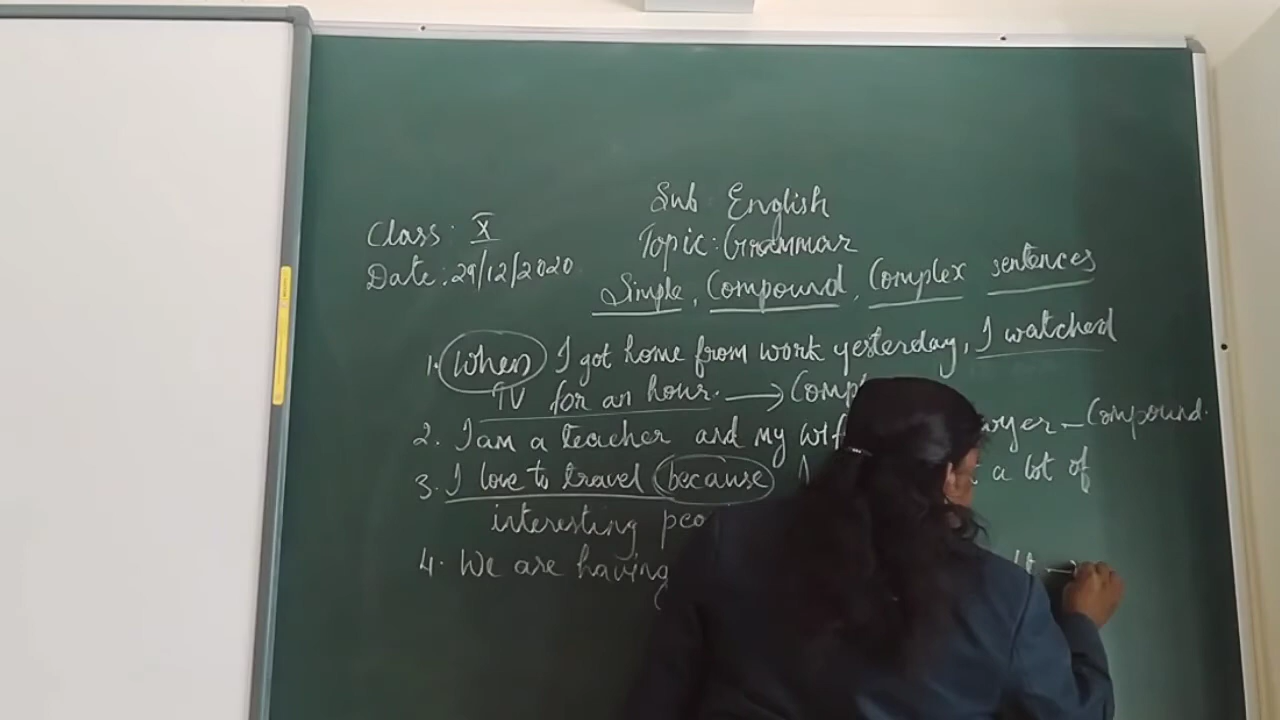 Sub: English
Class: X
Topic: Grammar
Date: 29/12/2020
Simple, Compound, Complex sentences
1. When I got home from work yesterday, I watched
TV for an hour. → Comp
2. I am a teacher and my wif yer - Compound.
3. I love to travel because I a lot of
interesting peo
4. We are having →